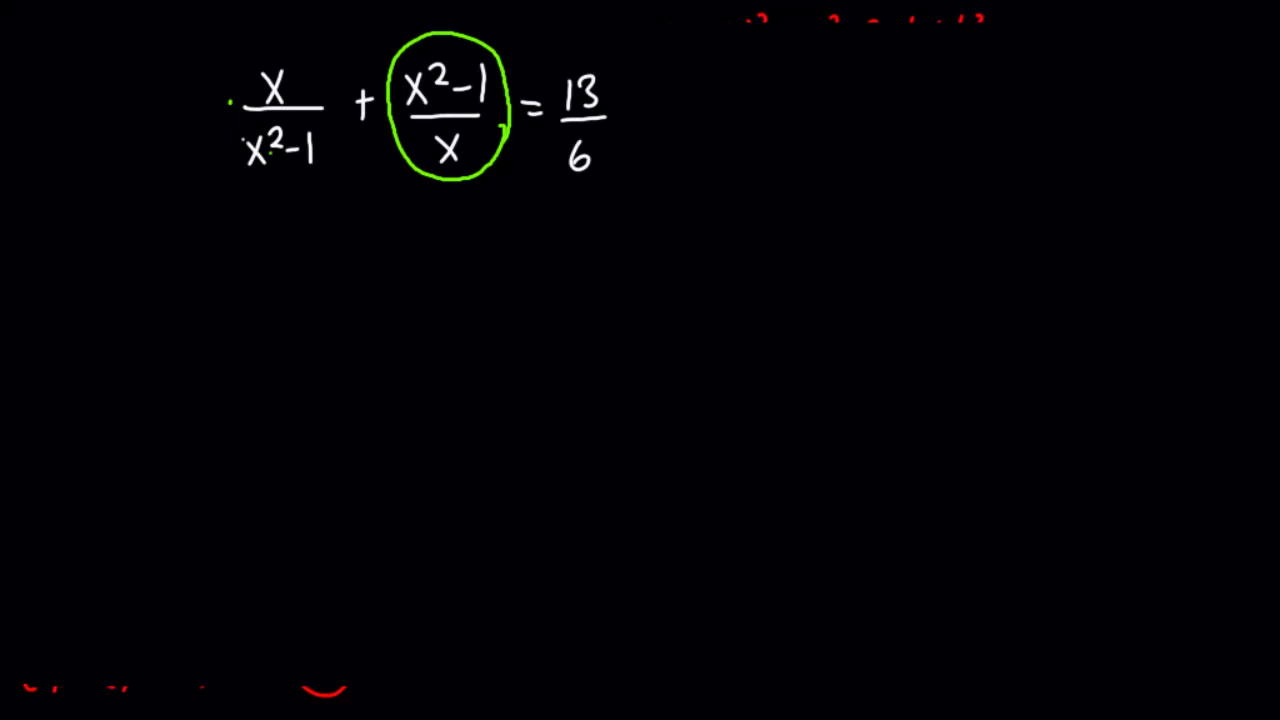 x/(x²-1) + (x²-1)/x = 13/6